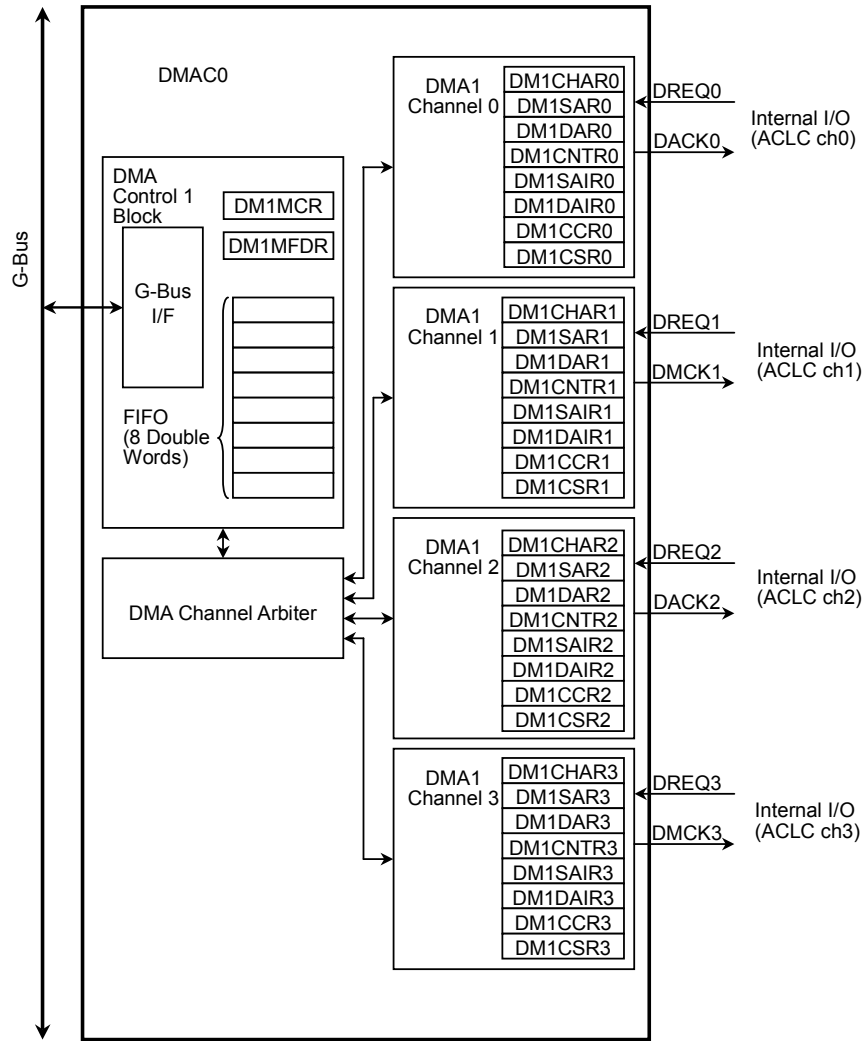 G-Bus
DMAC0
DMA
Control 1
Block
DM1MCR
DM1MFDR
G-Bus
I/F
FIFO
(8 Double
Words)
DMA Channel Arbiter
DMA1
Channel 0
DM1CHAR0
DM1SAR0
DM1DAR0
DM1CNTR0
DM1SAIR0
DM1DAIR0
DM1CCR0
DM1CSR0
DREQ0
DACK0
Internal I/O
(ACLC ch0)
DMA1
Channel 1
DM1CHAR1
DM1SAR1
DM1DAR1
DM1CNTR1
DM1SAIR1
DM1DAIR1
DM1CCR1
DM1CSR1
DREQ1
DMCK1
Internal I/O
(ACLC ch1)
DMA1
Channel 2
DM1CHAR2
DM1SAR2
DM1DAR2
DM1CNTR2
DM1SAIR2
DM1DAIR2
DM1CCR2
DM1CSR2
DREQ2
DACK2
Internal I/O
(ACLC ch2)
DMA1
Channel 3
DM1CHAR3
DM1SAR3
DM1DAR3
DM1CNTR3
DM1SAIR3
DM1DAIR3
DM1CCR3
DM1CSR3
DREQ3
DMCK3
Internal I/O
(ACLC ch3)